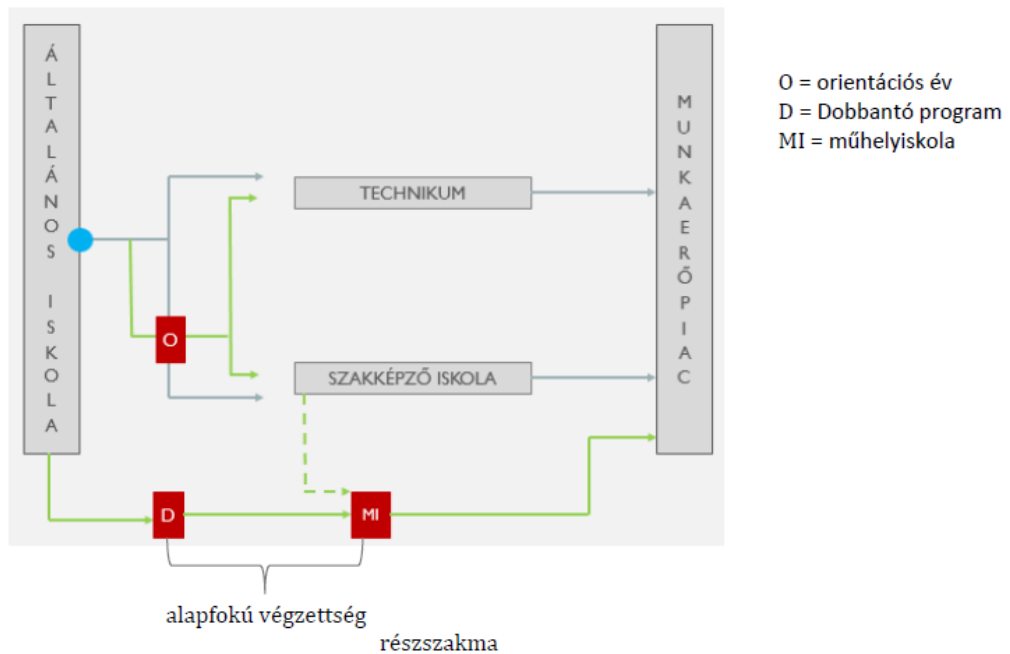 ÁLTALÁNOS ISKOLA
TECHNIKUM
SZAKKÉPZŐ ISKOLA
MUNKAERŐPIAC
O
D
MI
O = orientációs év
D = Dobbantó program
MI = műhelyiskola
alapfokú végzettség
részszakma